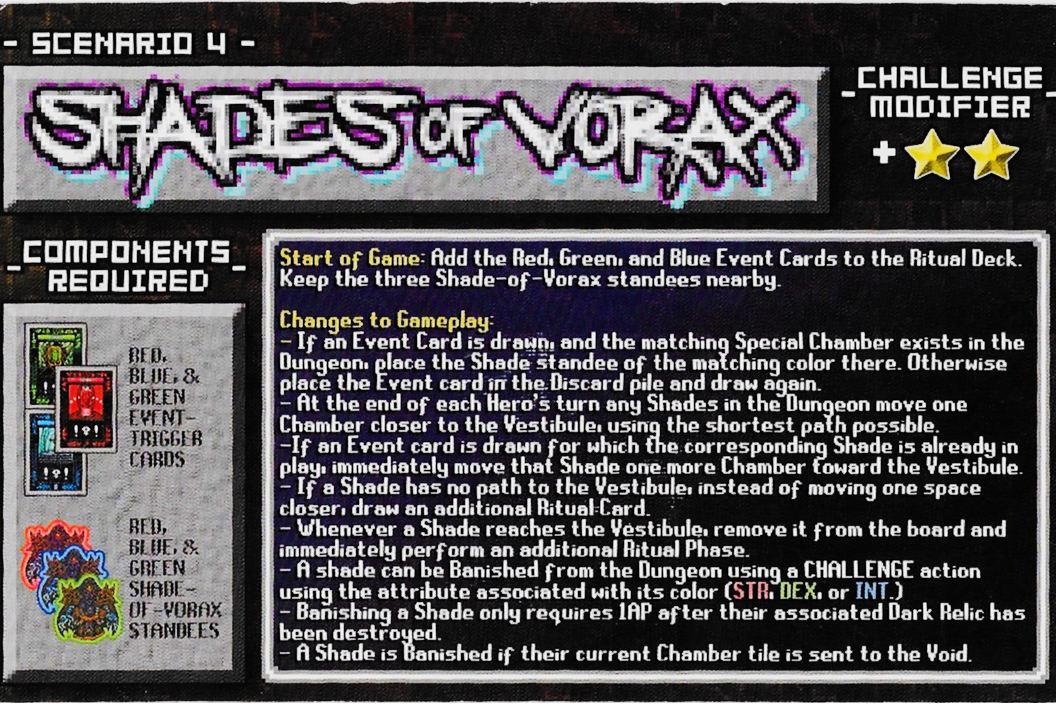 - SCENARIO 4 -
SHADES OF VORAX
- CHALLENGE -
MODIFIER
+
- COMPONENTS -
REQUIRED
RED,
BLUE, &
GREEN
EVENT-
TRIGGER
CARDS
RED,
BLUE, &
GREEN
SHADE-
OF-VORAX
STANDEES
Start of Game: Add the Red, Green, and Blue Event Cards to the Ritual Deck.
Keep the three Shade-of-Vorax standees nearby.
Changes to Gameplay:
- If an Event Card is drawn, and the matching Special Chamber exists in the
Dungeon, place the Shade standee of the matching color there. Otherwise
place the Event card in the Discard pile and draw again.
- At the end of each Hero's turn any Shades in the Dungeon move one
Chamber closer to the Vestibule, using the shortest path possible.
-If an Event card is drawn for which the corresponding Shade is already in
play, immediately move that Shade one more Chamber toward the Vestibule.
- If a Shade has no path to the Vestibule, instead of moving one space
closer, draw an additional Ritual Card.
- Whenever a Shade reaches the Vestibule, remove it from the board and
immediately perform an additional Ritual Phase.
- A shade can be Banished from the Dungeon using a CHALLENGE action
using the attribute associated with its color (STR, DEX, or INT.)
- Banishing a Shade only requires 1AP after their associated Dark Relic has
been destroyed.
- A Shade is Banished if their current Chamber tile is sent to the Void.